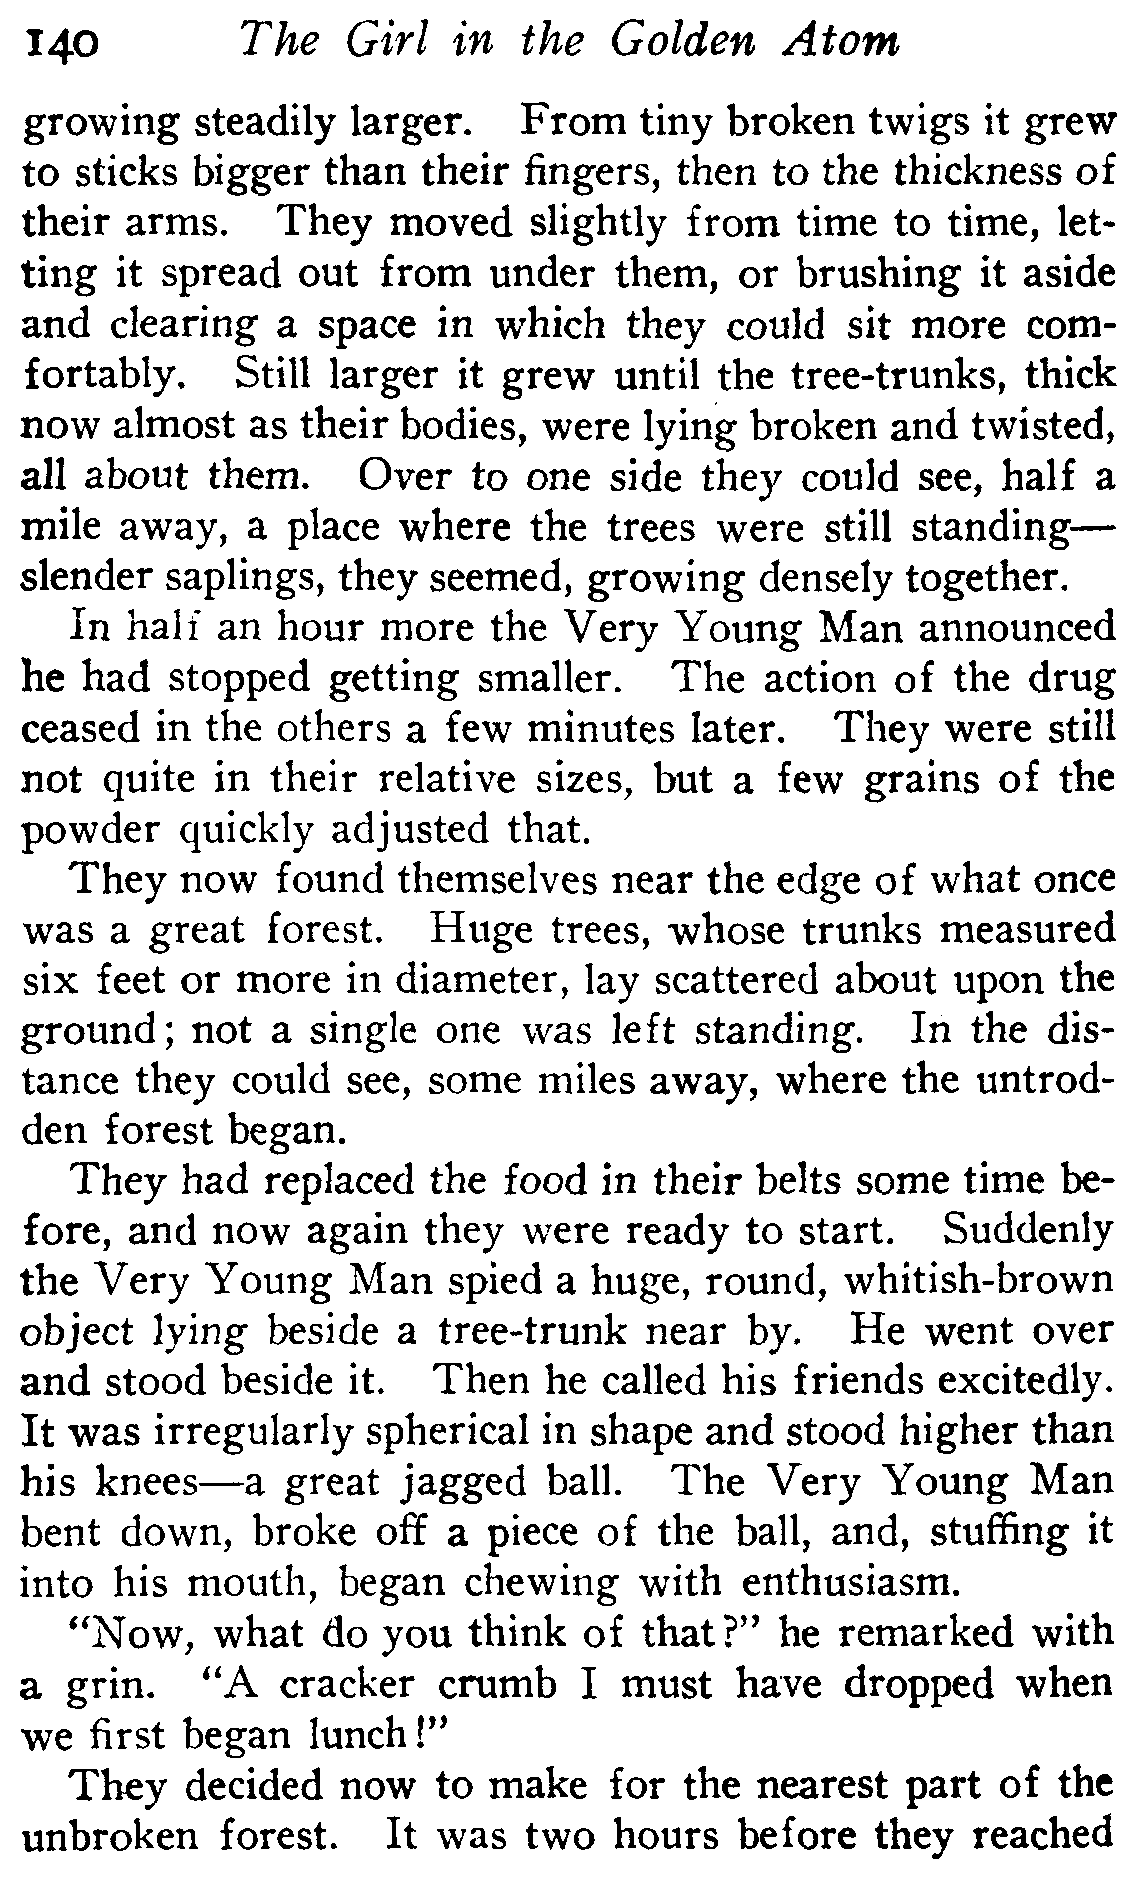 140 The Girl in the Golden Atom
growing steadily larger. From tiny broken twigs it grew
to sticks bigger than their fingers, then to the thickness of
their arms. They moved slightly from time to time, let-
ting it spread out from under them, or brushing it aside
and clearing a space in which they could sit more com-
fortably. Still larger it grew until the tree-trunks, thick
now almost as their bodies, were lying broken and twisted,
all about them. Over to one side they could see, half a
mile away, a place where the trees were still standing—
slender saplings, they seemed, growing densely together.
In half an hour more the Very Young Man announced
he had stopped getting smaller. The action of the drug
ceased in the others a few minutes later. They were still
not quite in their relative sizes, but a few grains of the
powder quickly adjusted that.
They now found themselves near the edge of what once
was a great forest. Huge trees, whose trunks measured
six feet or more in diameter, lay scattered about upon the
ground; not a single one was left standing. In the dis-
tance they could see, some miles away, where the untrod-
den forest began.
They had replaced the food in their belts some time be-
fore, and now again they were ready to start. Suddenly
the Very Young Man spied a huge, round, whitish-brown
object lying beside a tree-trunk near by. He went over
and stood beside it. Then he called his friends excitedly.
It was irregularly spherical in shape and stood higher than
his knees—a great jagged ball. The Very Young Man
bent down, broke off a piece of the ball, and, stuffing it
into his mouth, began chewing with enthusiasm.
"Now, what do you think of that?" he remarked with
a grin. "A cracker crumb I must have dropped when
we first began lunch!"
They decided now to make for the nearest part of the
unbroken forest. It was two hours before they reached